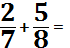 2/7 + 5/8 =